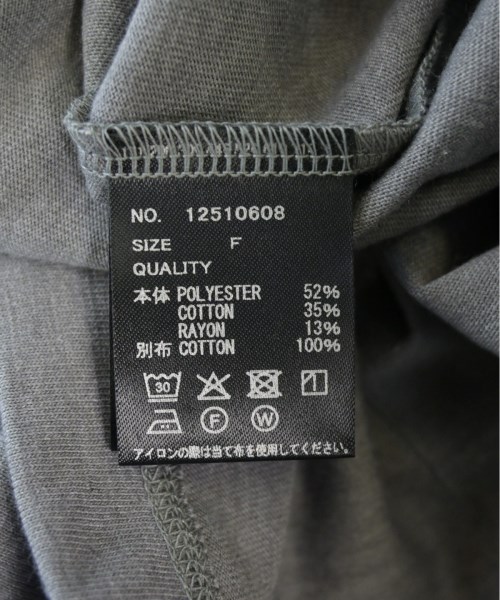 NO. 12510608
SIZE F
QUALITY
本体 POLYESTER 52%
COTTON 35%
RAYON 13%
別布 COTTON 100%
30
F W
アイロンの際は当て布を使用してください。